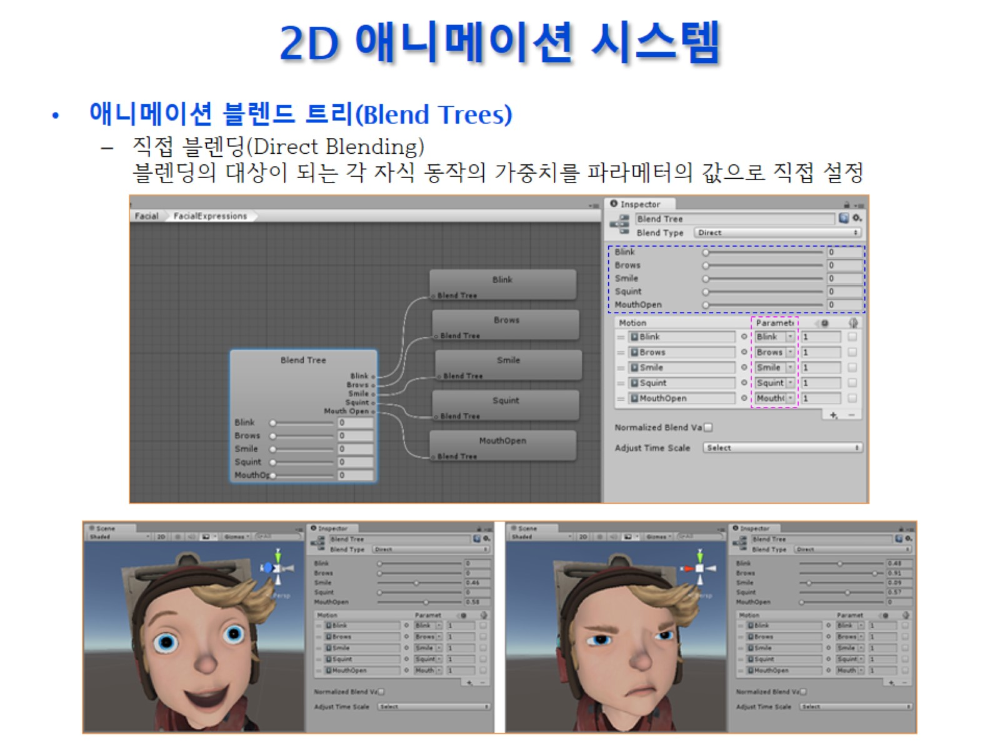 2D 애니메이션 시스템
• 애니메이션 블렌드 트리(Blend Trees)
– 직접 블렌딩(Direct Blending)
블렌딩의 대상이 되는 각 자식 동작의 가중치를 파라메터의 값으로 직접 설정
Facial FacialExpressions
Blend Tree
Blink
Brows
Smile
Squint
Mouth Open
Blink 0
Brows 0
Smile 0
Squint 0
MouthOp 0
Blink
Blend Tree
Brows
Blend Tree
Smile
Blend Tree
Squint
Blend Tree
MouthOpen
Blend Tree
Inspector
Blend Tree
Blend Type Direct
Blink 0
Brows 0
Smile 0
Squint 0
MouthOpen 0
Motion Paramet
Blink Blink 1
Brows Brows 1
Smile Smile 1
Squint Squint 1
MouthOpen Mouth 1
Normalized Blend Va
Adjust Time Scale Select
Scene
Shaded 2D Gizmos All
Persp
Inspector
Blend Tree
Blend Type Direct
Blink 0
Brows 0
Smile 0.46
Squint 0
MouthOpen 0.58
Motion Paramet
Blink Blink 1
Brows Brows 1
Smile Smile 1
Squint Squint 1
MouthOpen Mouth 1
Normalized Blend Va
Adjust Time Scale Select
Scene
Shaded 2D Gizmos All
Persp
Inspector
Blend Tree
Blend Type Direct
Blink 0.48
Brows 0.91
Smile 0.09
Squint 0.57
MouthOpen 0
Motion Paramet
Blink Blink 1
Brows Brows 1
Smile Smile 1
Squint Squint 1
MouthOpen Mouth 1
Normalized Blend Va
Adjust Time Scale Select